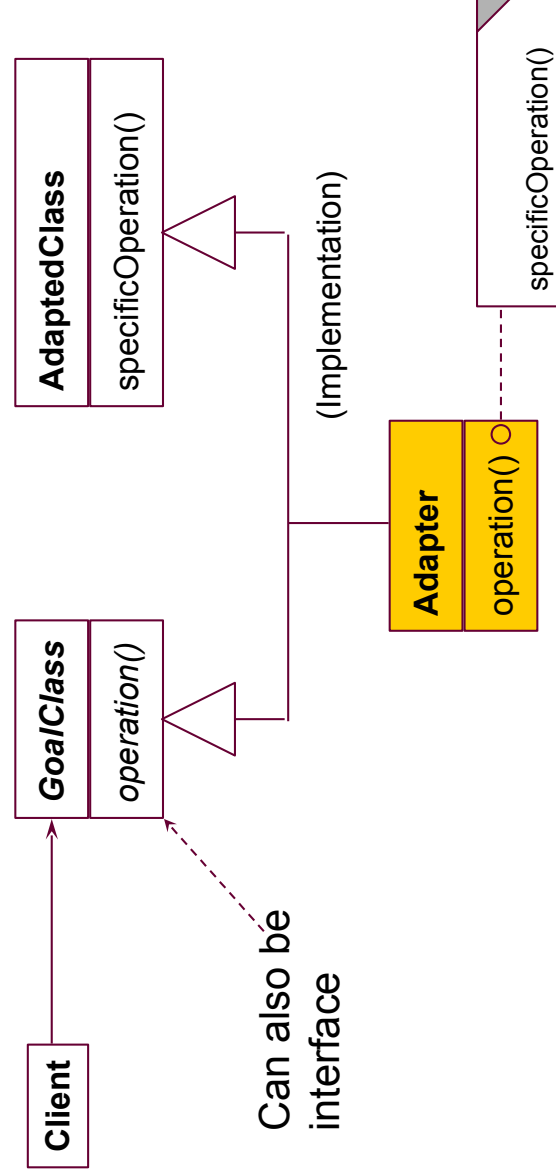 Client
GoalClass
operation()
AdaptedClass
specificOperation()
Can also be
interface
(Implementation)
Adapter
operation()
specificOperation()